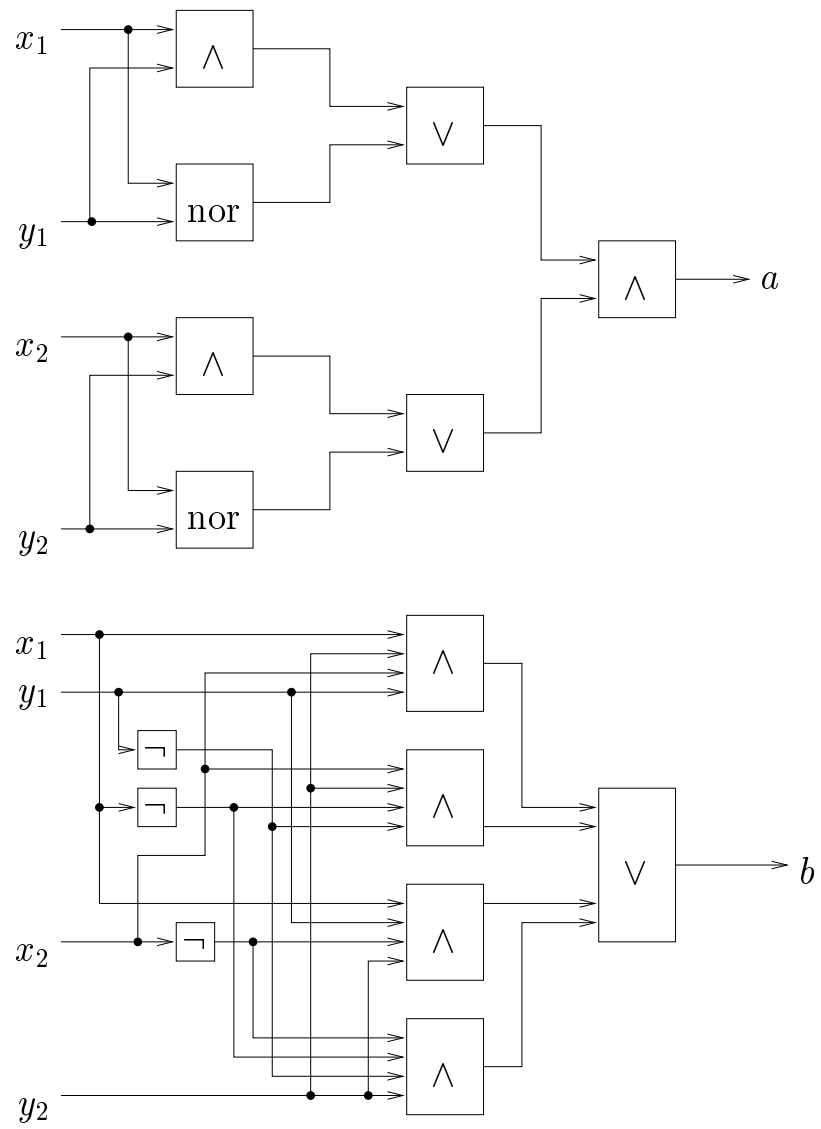 x₁
∧
∨
nor
y₁
∧
a
x₂
∧
∨
nor
y₂
x₁
∧
y₁
¬
¬
∧
∨
b
x₂
¬
∧
∧
y₂